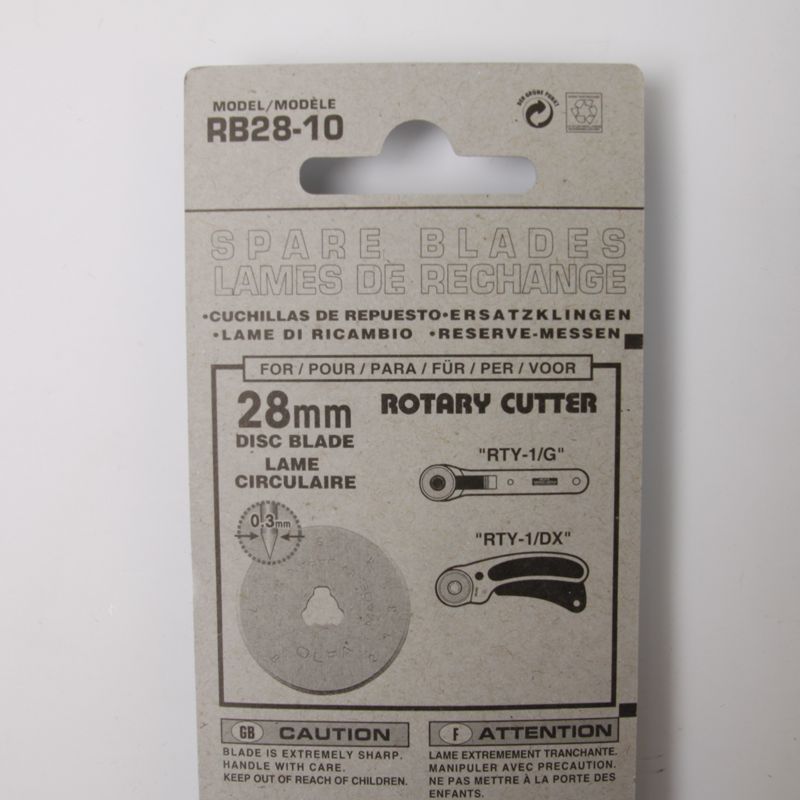 MODEL/MODÈLE
RB28-10
DER GRÜNE PUNKT
SPARE BLADES
LAMES DE RECHANGE
•CUCHILLAS DE REPUESTO•ERSATZKLINGEN
•LAME DI RICAMBIO •RESERVE-MESSEN
FOR / POUR / PARA / FÜR / PER / VOOR
28mm
DISC BLADE
LAME
CIRCULAIRE
ROTARY CUTTER
"RTY-1/G"
"RTY-1/DX"
0.3mm
OLFA
GB CAUTION
BLADE IS EXTREMELY SHARP.
HANDLE WITH CARE.
KEEP OUT OF REACH OF CHILDREN.
F ATTENTION
LAME EXTREMEMENT TRANCHANTE.
MANIPULER AVEC PRECAUTION.
NE PAS METTRE À LA PORTE DES
ENFANTS.